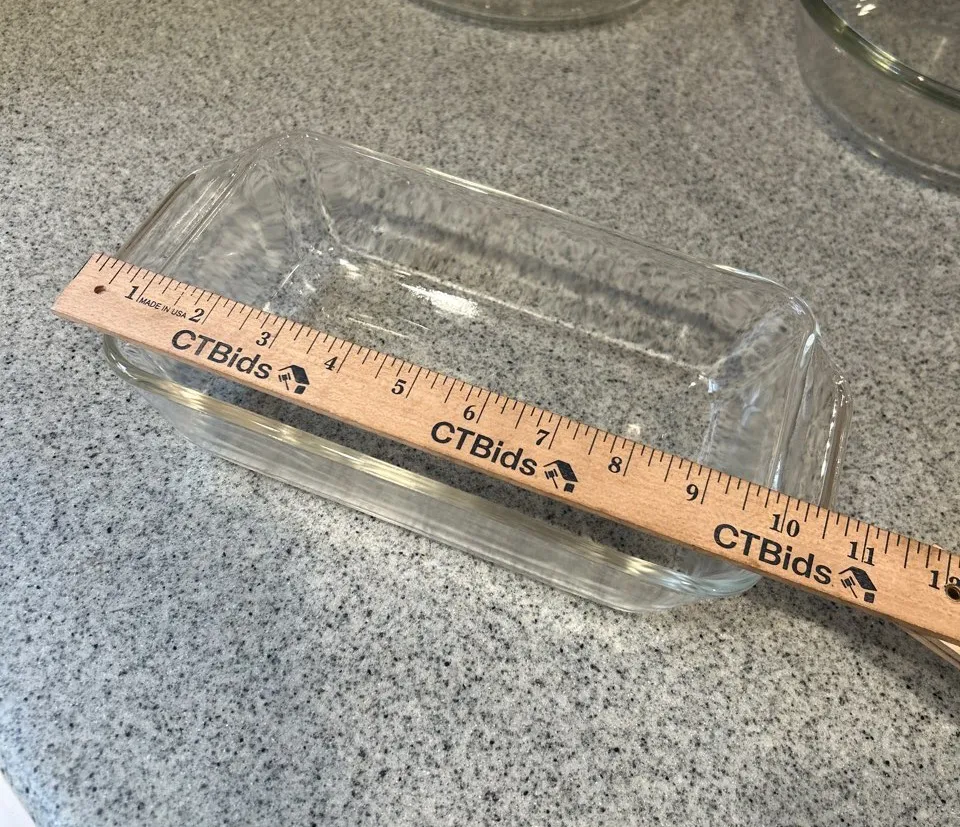 1 2 3 4 5 6 7 8 9 10 11
MADE IN USA
CTBids
CTBids
CTBids